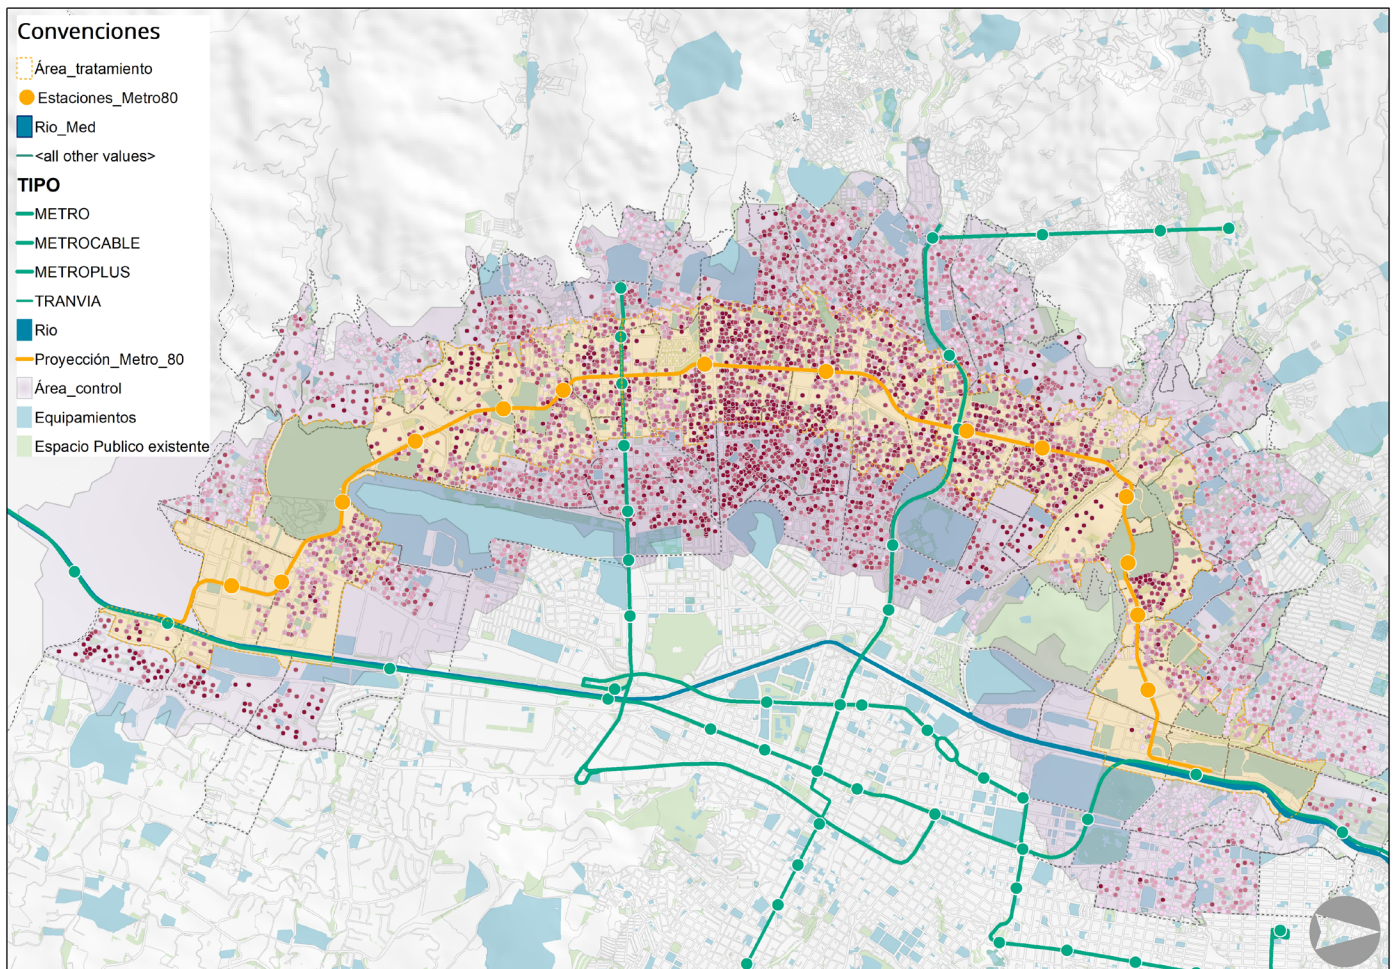 Convenciones
Área_tratamiento
Estaciones_Metro80
Rio_Med
<all other values>
TIPO
METRO
METROCABLE
METROPLUS
TRANVIA
Rio
Proyección_Metro_80
Área_control
Equipamientos
Espacio Publico existente